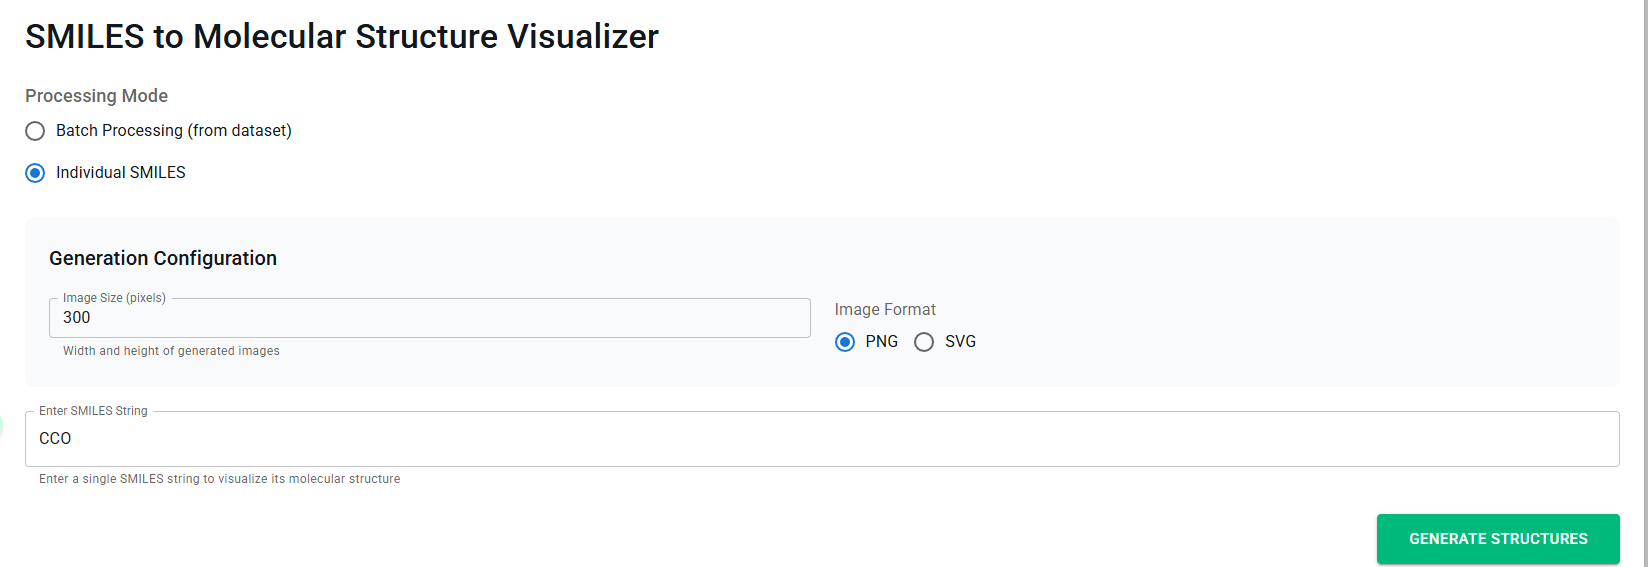 SMILES to Molecular Structure Visualizer
Processing Mode
Batch Processing (from dataset)
Individual SMILES
Generation Configuration
Image Size (pixels)
300
Width and height of generated images
Image Format
PNG SVG
Enter SMILES String
CCO
Enter a single SMILES string to visualize its molecular structure
GENERATE STRUCTURES